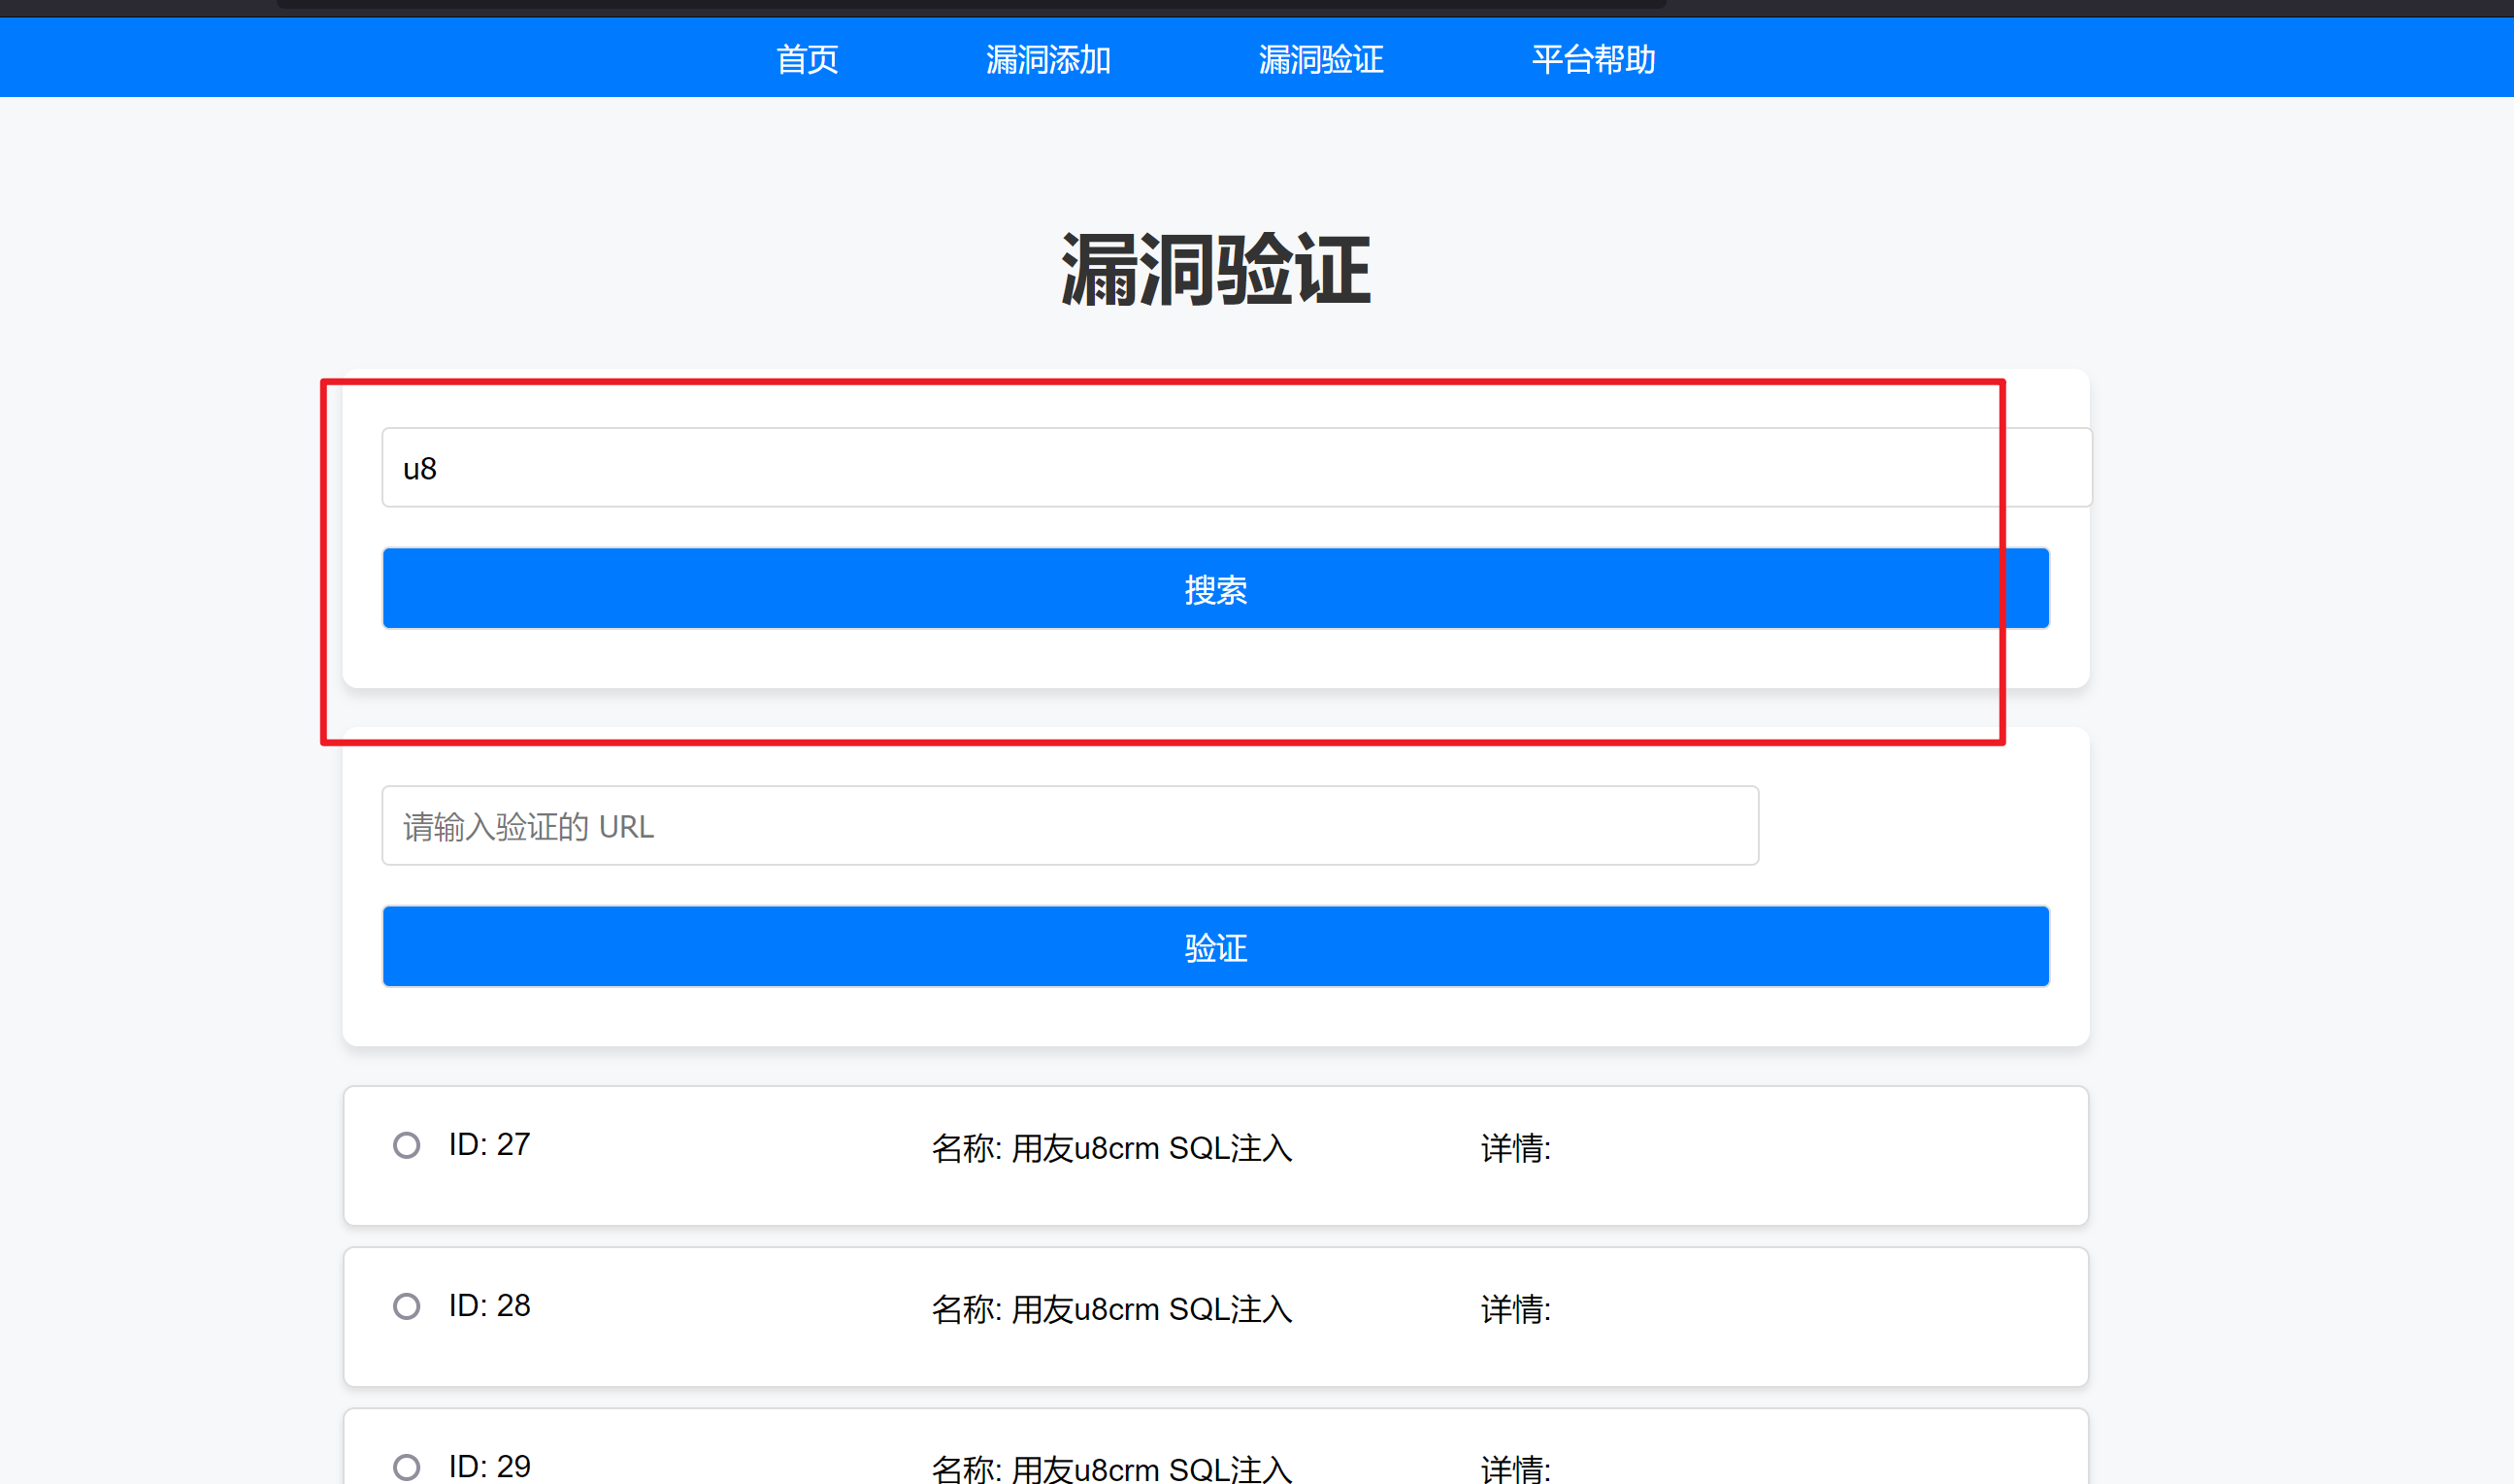 首页 漏洞添加 漏洞验证 平台帮助
漏洞验证
u8
搜索
请输入验证的 URL
验证
ID: 27 名称: 用友u8crm SQL注入 详情:
ID: 28 名称: 用友u8crm SQL注入 详情:
ID: 29 名称: 用友u8crm SQL注入 详情: